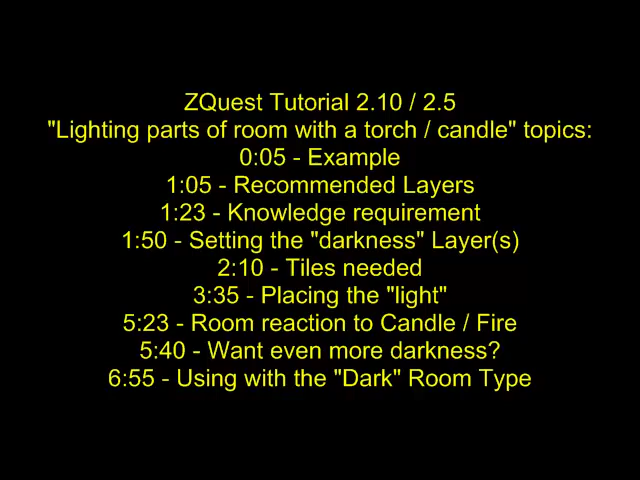 ZQuest Tutorial 2.10 / 2.5
"Lighting parts of room with a torch / candle" topics:
0:05 - Example
1:05 - Recommended Layers
1:23 - Knowledge requirement
1:50 - Setting the "darkness" Layer(s)
2:10 - Tiles needed
3:35 - Placing the "light"
5:23 - Room reaction to Candle / Fire
5:40 - Want even more darkness?
6:55 - Using with the "Dark" Room Type